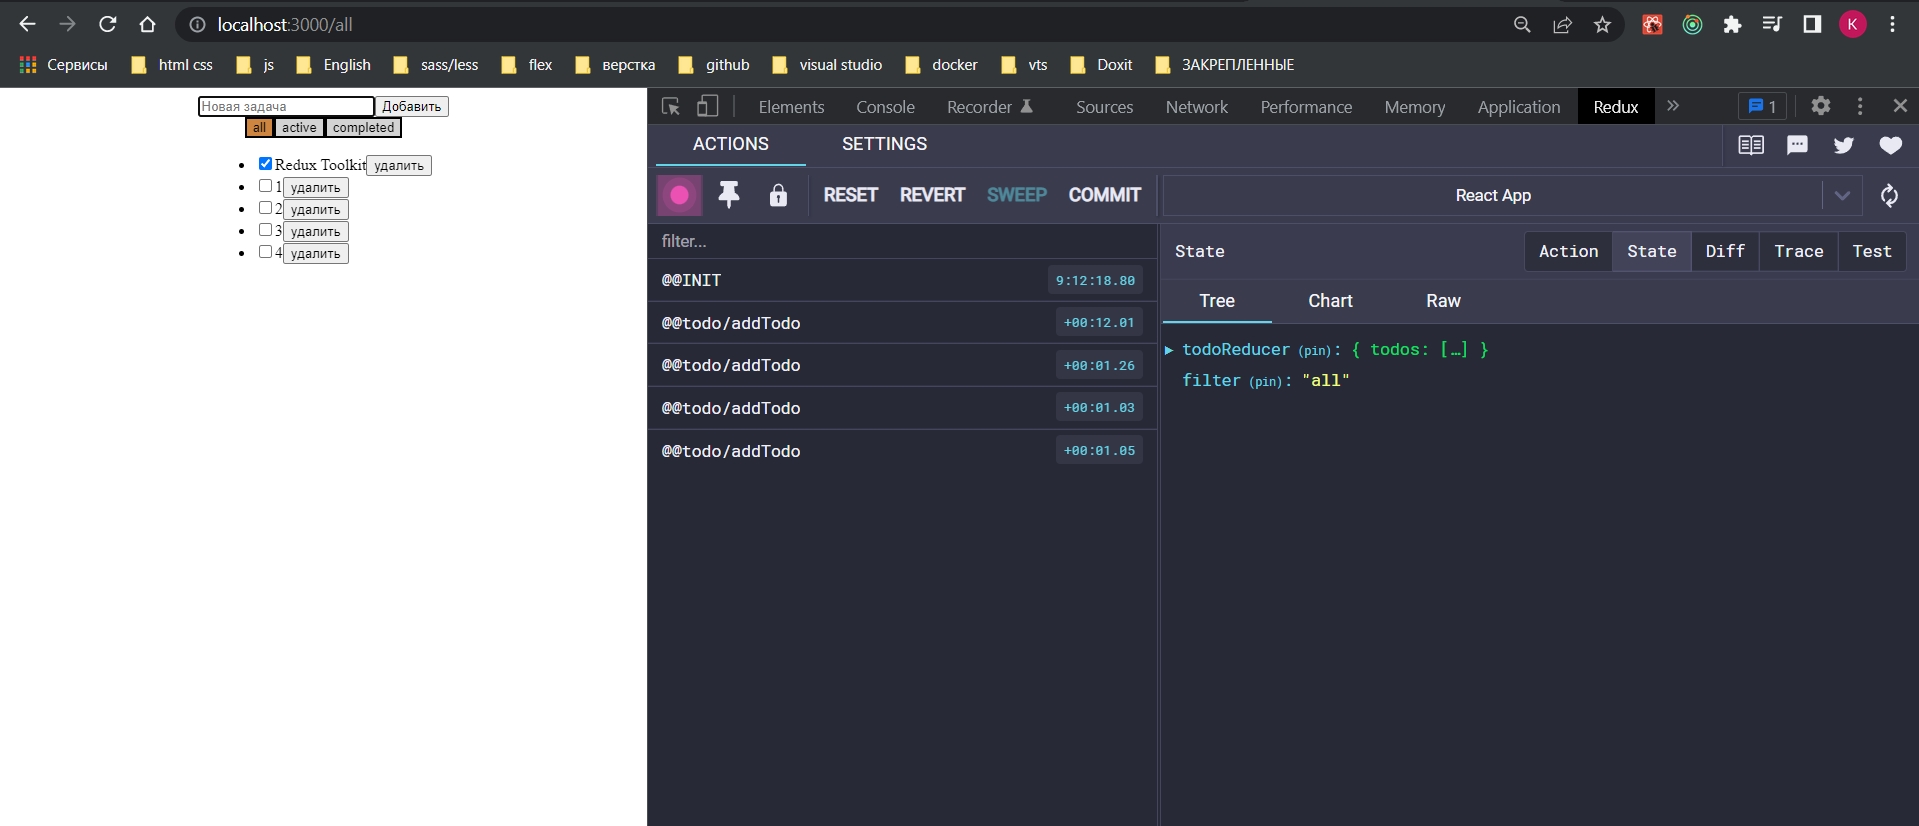 localhost:3000/all
K
Сервисы html css js English sass/less flex верстка github visual studio docker vts Doxit ЗАКРЕПЛЕННЫЕ
Новая задача Добавить
all active completed
Redux Toolkit удалить
1 удалить
2 удалить
3 удалить
4 удалить
Elements Console Recorder Sources Network Performance Memory Application Redux » 1
ACTIONS SETTINGS
RESET REVERT SWEEP COMMIT React App
filter...
@@INIT 9:12:18.80
@@todo/addTodo +00:12.01
@@todo/addTodo +00:01.26
@@todo/addTodo +00:01.03
@@todo/addTodo +00:01.05
State Action State Diff Trace Test
Tree Chart Raw
todoReducer (pin): { todos: […] }
filter (pin): "all"